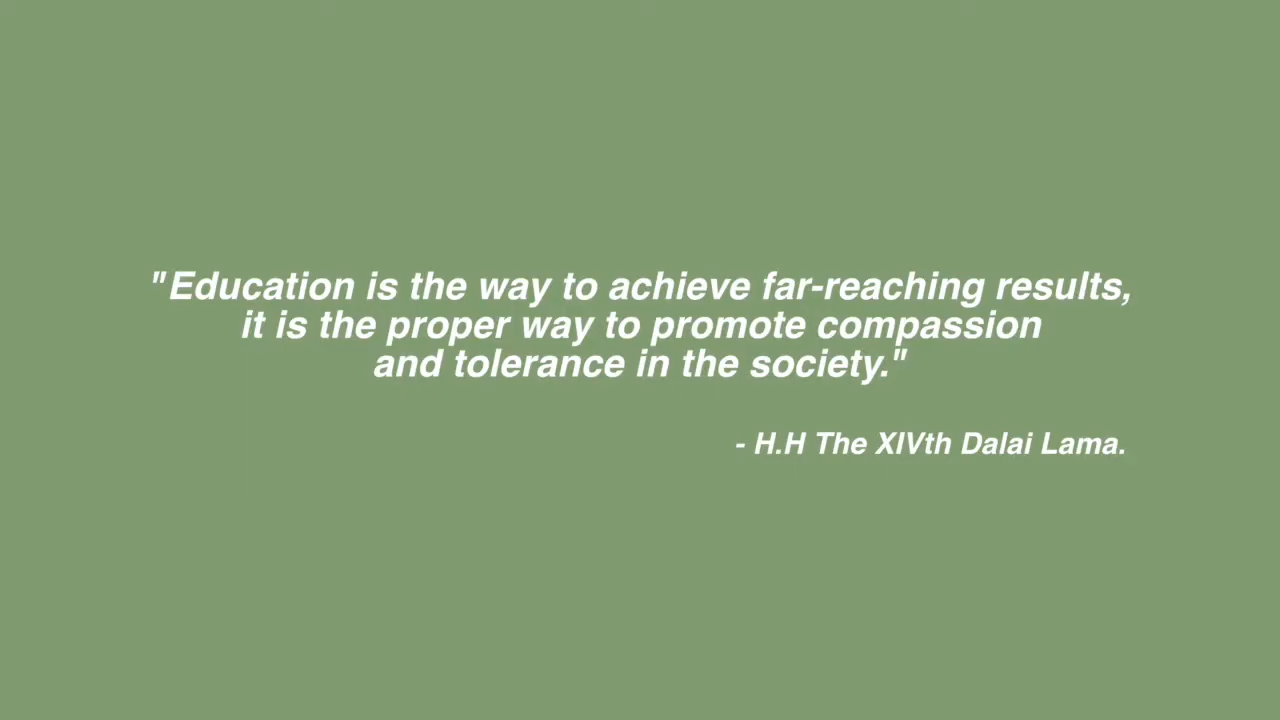 "Education is the way to achieve far-reaching results,
it is the proper way to promote compassion
and tolerance in the society."
- H.H The XIVth Dalai Lama.